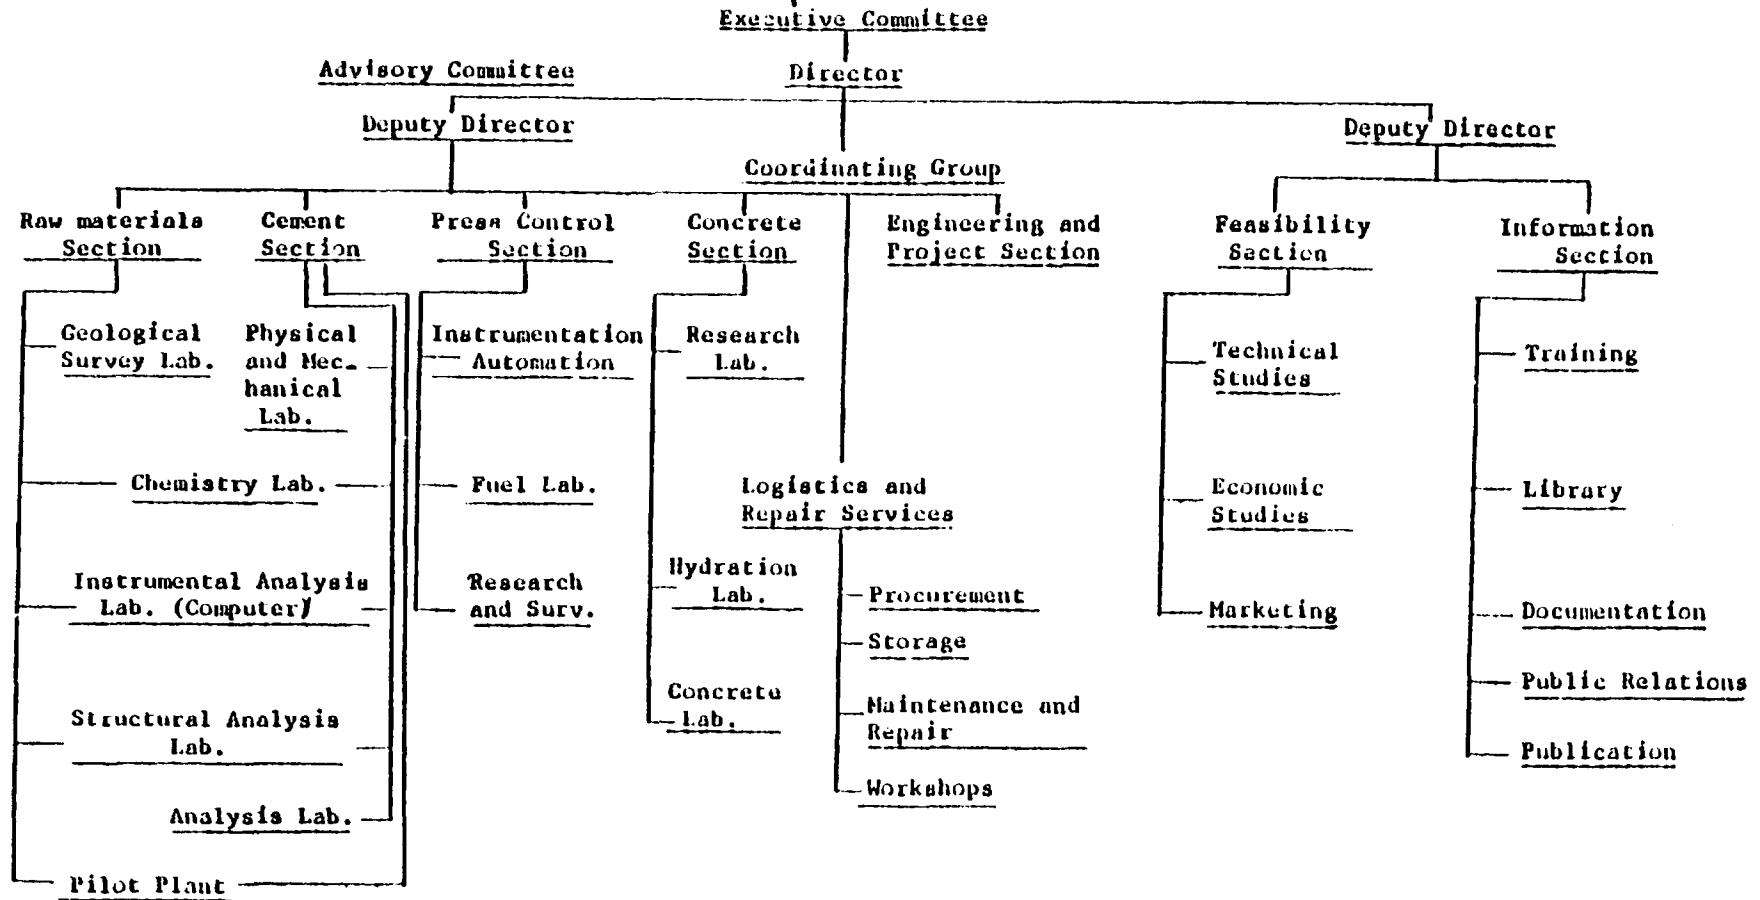 Executive Committee
Advisory Committee
Director
Deputy Director
Deputy Director
Coordinating Group
Raw materials
Section
Cement
Section
Press Control
Section
Concrete
Section
Engineering and
Project Section
Feasibility
Section
Information
Section
Geological
Survey Lab.
Physical
and Mec-
hanical
Lab.
Instrumentation
Automation
Research
Lab.
Technical
Studies
Training
Chemistry Lab.
Fuel Lab.
Logistics and
Repair Services
Economic
Studies
Library
Instrumental Analysis
Lab. (Computer)
Research
and Surv.
Hydration
Lab.
Procurement
Storage
Marketing
Documentation
Structural Analysis
Lab.
Concrete
Lab.
Maintenance and
Repair
Public Relations
Publication
Workshops
Analysis Lab.
Pilot Plant